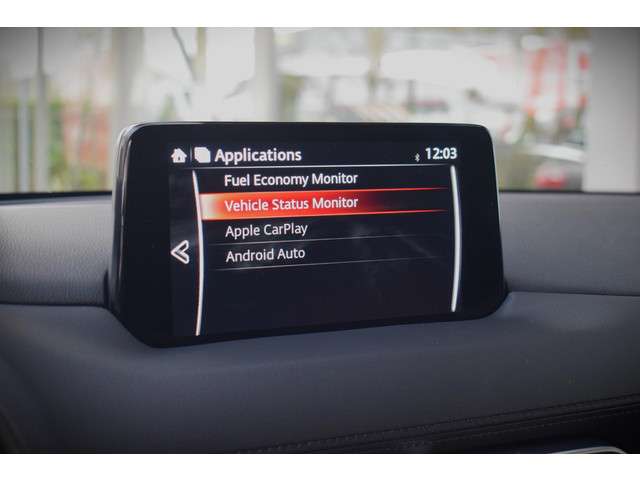 Applications 12:03
Fuel Economy Monitor
Vehicle Status Monitor
Apple CarPlay
Android Auto